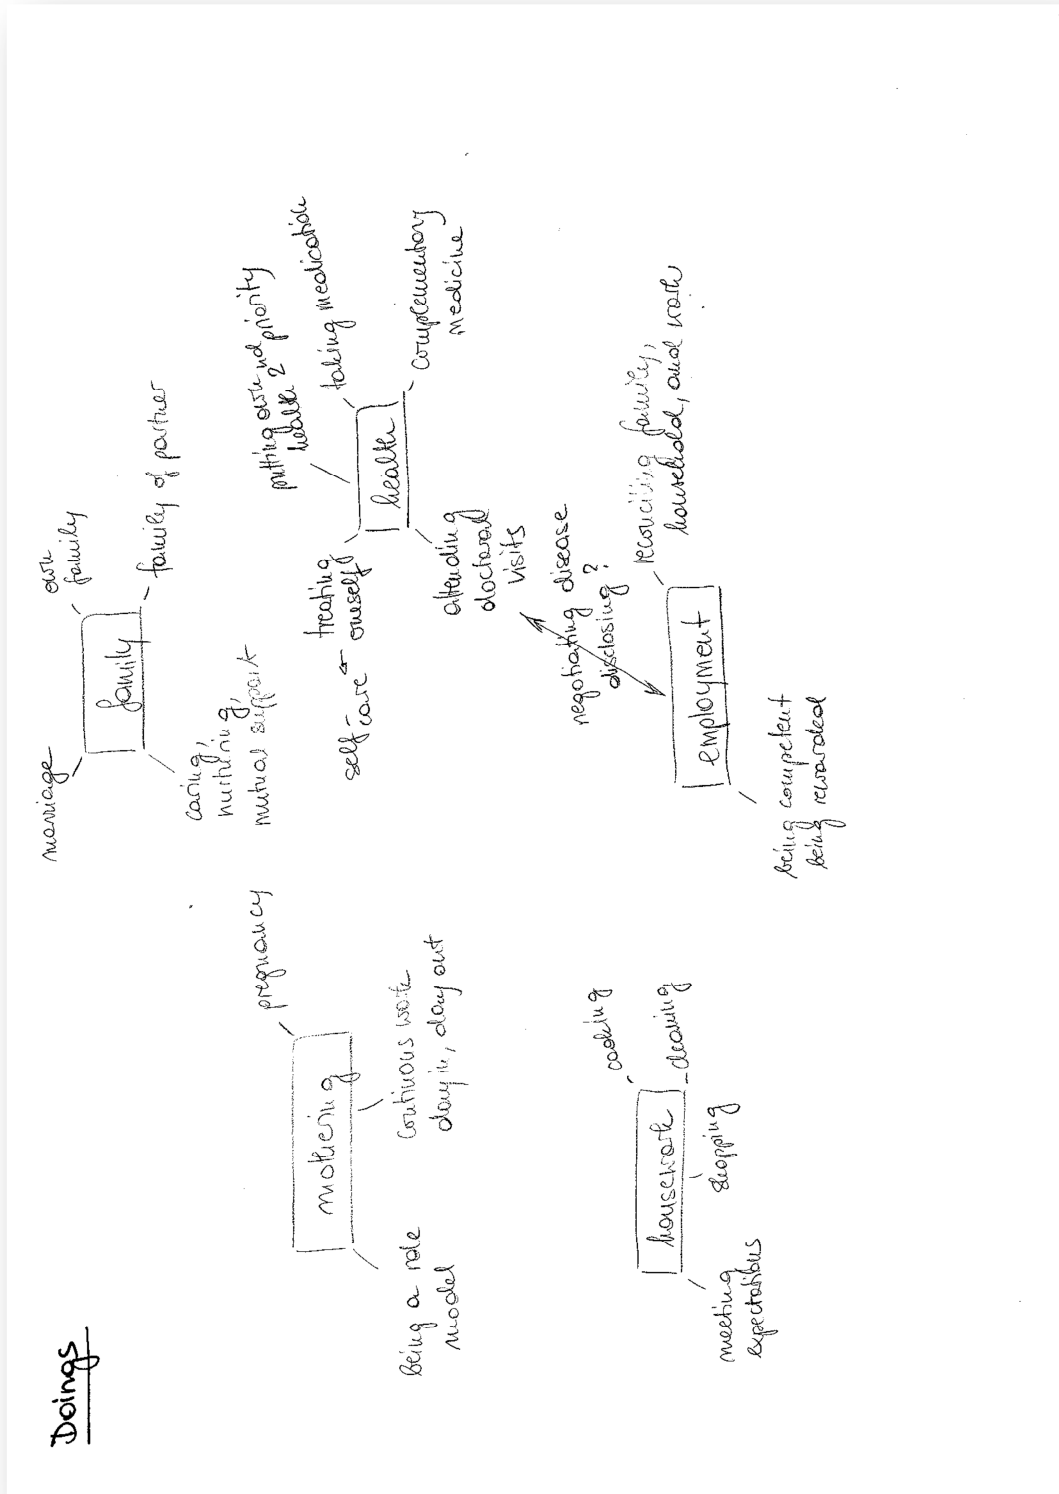 Doings
marriage
family
own
family
family of partner
caring,
nurturing,
mutual support
mothering
pregnancy
continuous work
day in, day out
being a role
model
health
putting own
health 2nd priority
taking medication
complementary
medicine
treating
oneself
self-
care
attending
doctoral
visits
negotiating disease
disclosing?
employment
reconciling family,
household, and work
being competent
being rewarded
housework
cooking
cleaning
shopping
meeting
expectations